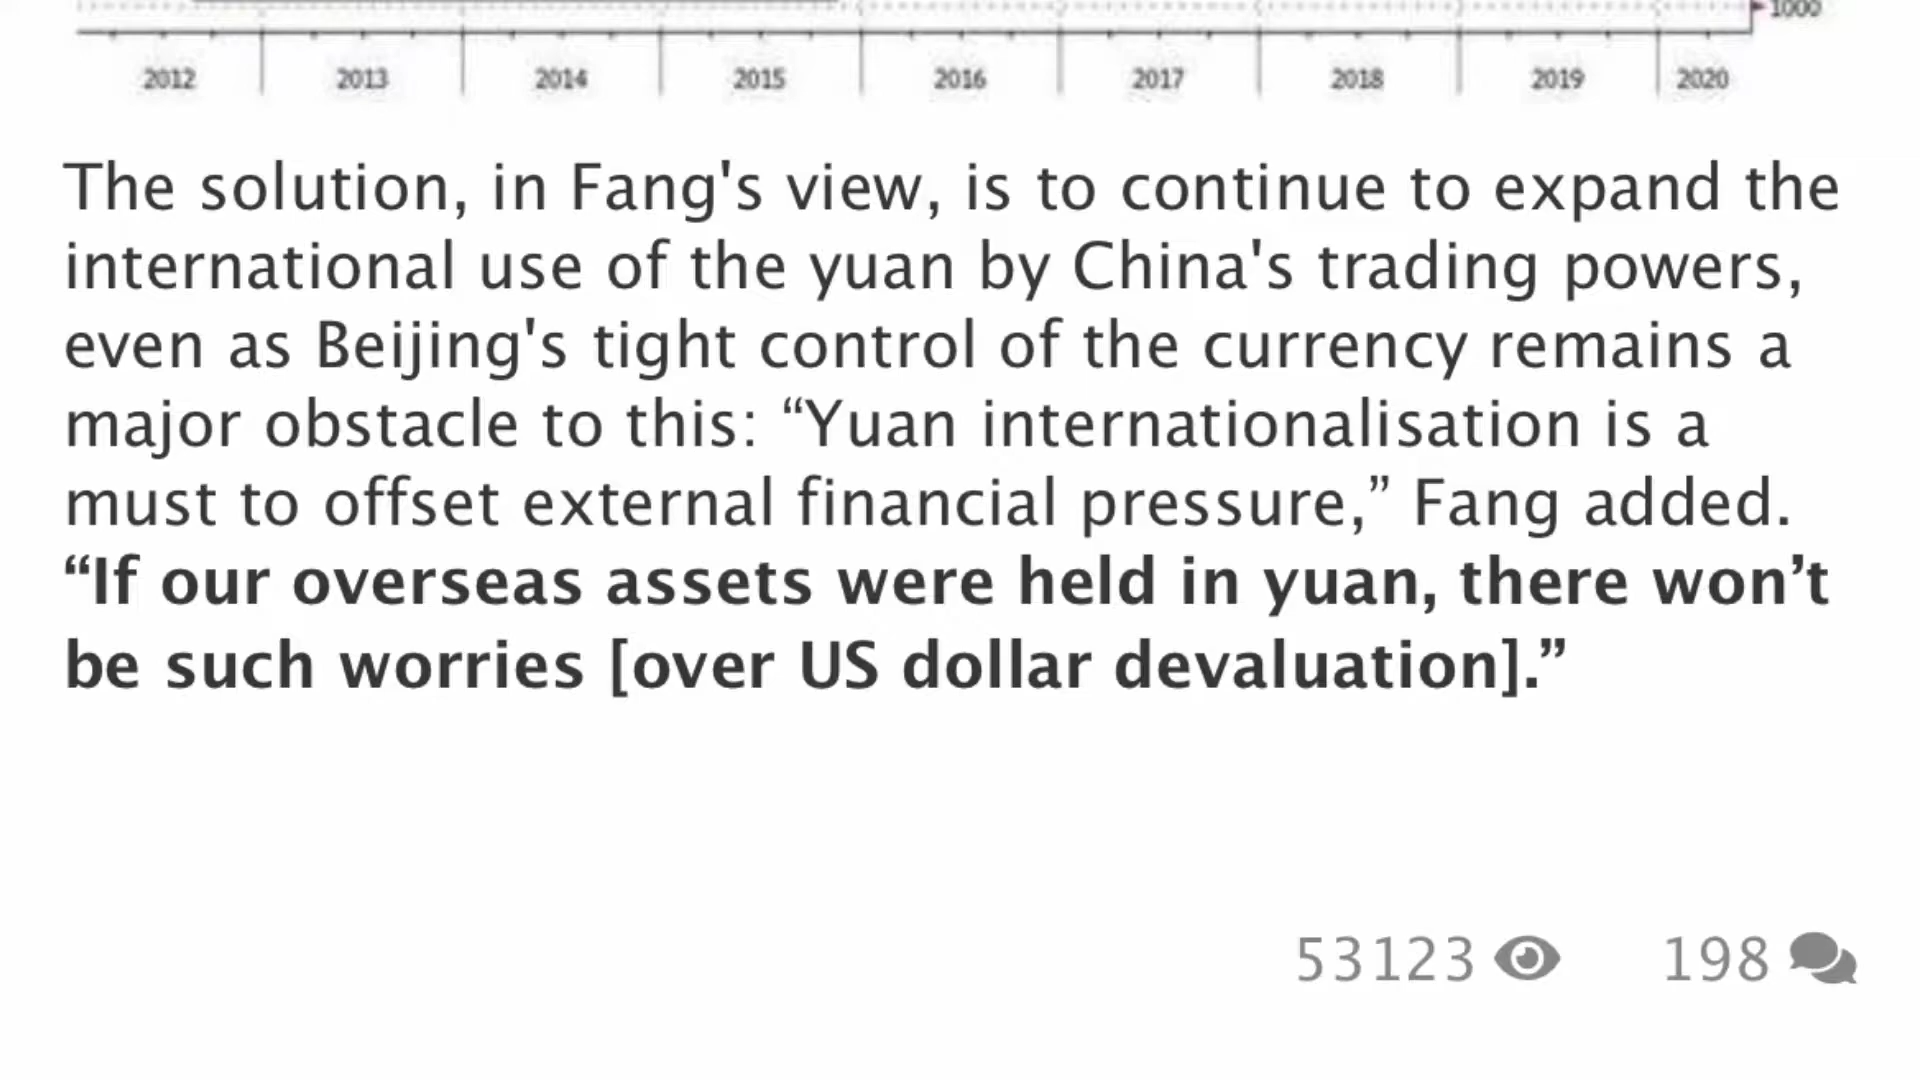 1000
2012 2013 2014 2015 2016 2017 2018 2019 2020
The solution, in Fang's view, is to continue to expand the
international use of the yuan by China's trading powers,
even as Beijing's tight control of the currency remains a
major obstacle to this: “Yuan internationalisation is a
must to offset external financial pressure,” Fang added.
“If our overseas assets were held in yuan, there won’t
be such worries [over US dollar devaluation].”
53123 198